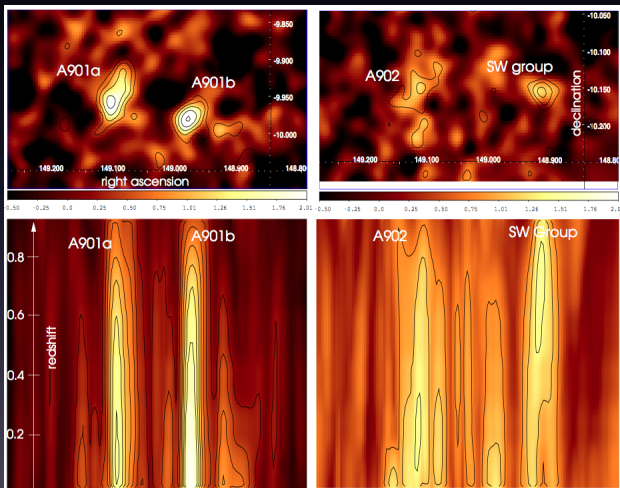 -9.850
A901a
-9.900
A901b
-9.950
-10.000
149.200 149.100 149.000 148.900 148.80
right ascension
-10.050
-10.100
A902
SW group
-10.150
declination
-10.200
149.200 149.100 149.000 148.900 148.80
-0.50 -0.25 0.0 0.25 0.50 0.75 1.01 1.26 1.51 1.76 2.01
.50 -0.25 0.0 0.25 0.50 0.75 1.01 1.26 1.51 1.76 2.0
A901a
A901b
0.8
0.6
redshift
0.4
0.2
A902
SW Group